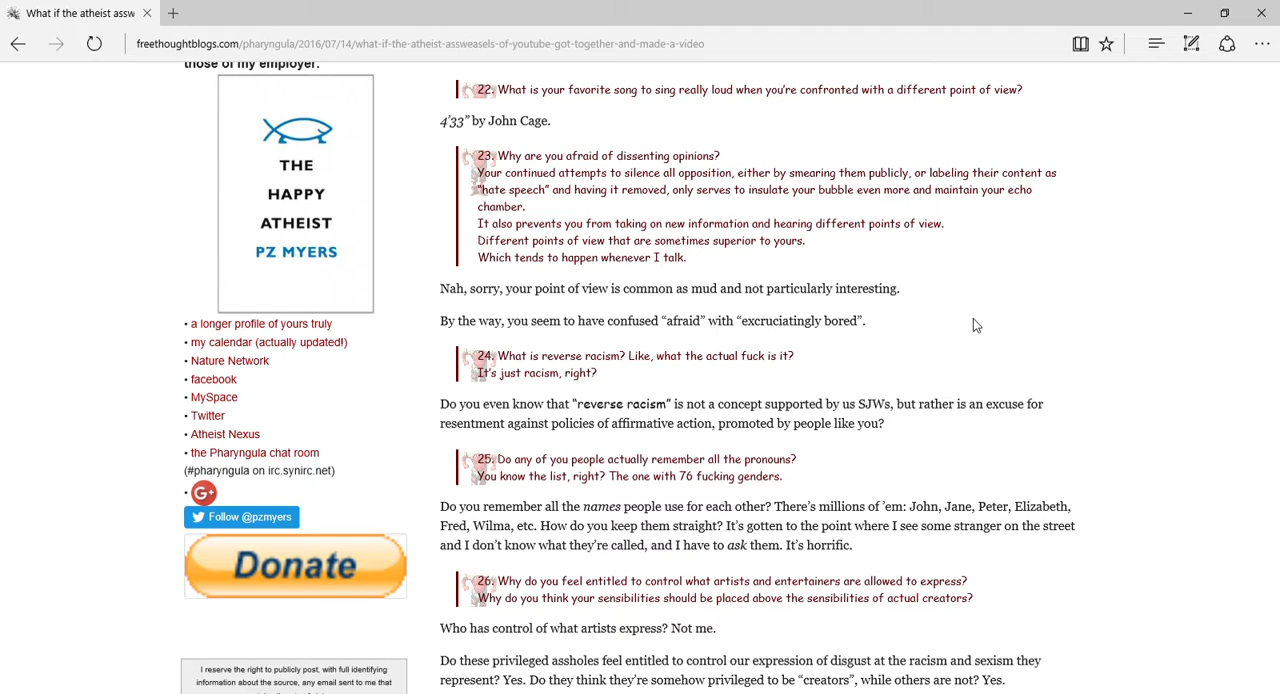 What if the atheist assw
freethoughtblogs.com/pharyngula/2016/07/14/what-if-the-atheist-assweasels-of-youtube-got-together-and-made-a-video
those of my employer.
THE
HAPPY
ATHEIST
PZ MYERS
• a longer profile of yours truly
• my calendar (actually updated!)
• Nature Network
• facebook
• MySpace
• Twitter
• Atheist Nexus
• the Pharyngula chat room
(#pharyngula on irc.synirc.net)
• G+
Follow @pzmyers
Donate
I reserve the right to publicly post, with full identifying
information about the source, any email sent to me that
22. What is your favorite song to sing really loud when you're confronted with a different point of view?
4'33" by John Cage.
23. Why are you afraid of dissenting opinions?
Your continued attempts to silence all opposition, either by smearing them publicly, or labeling their content as
"hate speech" and having it removed, only serves to insulate your bubble even more and maintain your echo
chamber.
It also prevents you from taking on new information and hearing different points of view.
Different points of view that are sometimes superior to yours.
Which tends to happen whenever I talk.
Nah, sorry, your point of view is common as mud and not particularly interesting.
By the way, you seem to have confused “afraid” with “excruciatingly bored”.
24. What is reverse racism? Like, what the actual fuck is it?
It's just racism, right?
Do you even know that “reverse racism” is not a concept supported by us SJWs, but rather is an excuse for
resentment against policies of affirmative action, promoted by people like you?
25. Do any of you people actually remember all the pronouns?
You know the list, right? The one with 76 fucking genders.
Do you remember all the names people use for each other? There’s millions of ’em: John, Jane, Peter, Elizabeth,
Fred, Wilma, etc. How do you keep them straight? It’s gotten to the point where I see some stranger on the street
and I don’t know what they’re called, and I have to ask them. It’s horrific.
26. Why do you feel entitled to control what artists and entertainers are allowed to express?
Why do you think your sensibilities should be placed above the sensibilities of actual creators?
Who has control of what artists express? Not me.
Do these privileged assholes feel entitled to control our expression of disgust at the racism and sexism they
represent? Yes. Do they think they’re somehow privileged to be “creators”, while others are not? Yes.